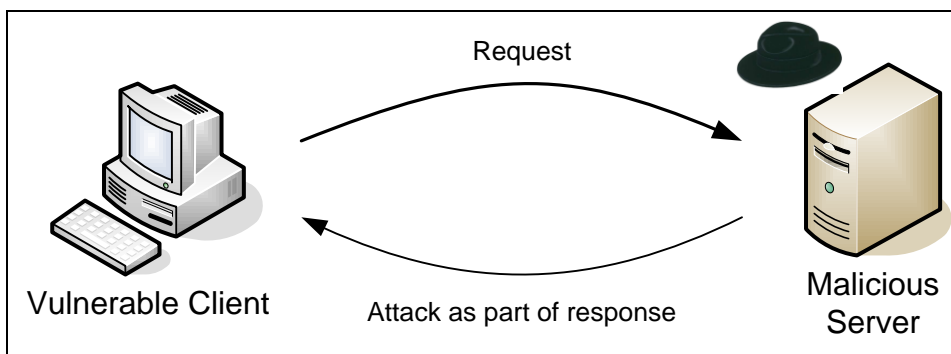 Request
Vulnerable Client
Attack as part of response
Malicious
Server